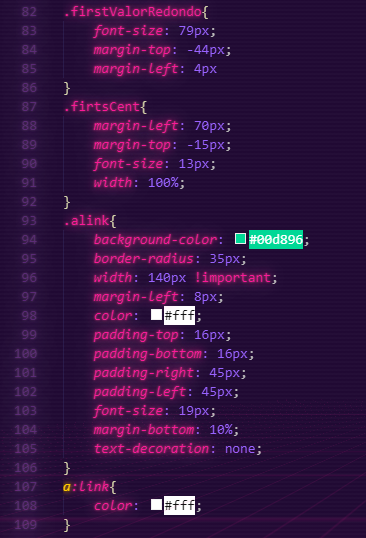 82 .firstValorRedondo{
83 font-size: 79px;
84 margin-top: -44px;
85 margin-left: 4px
86 }
87 .firtsCent{
88 margin-left: 70px;
89 margin-top: -15px;
90 font-size: 13px;
91 width: 100%;
92 }
93 .alink{
94 background-color: #00d896;
95 border-radius: 35px;
96 width: 140px !important;
97 margin-left: 8px;
98 color: #fff;
99 padding-top: 16px;
100 padding-bottom: 16px;
101 padding-right: 45px;
102 padding-left: 45px;
103 font-size: 19px;
104 margin-bottom: 10%;
105 text-decoration: none;
106 }
107 a:link{
108 color: #fff;
109 }